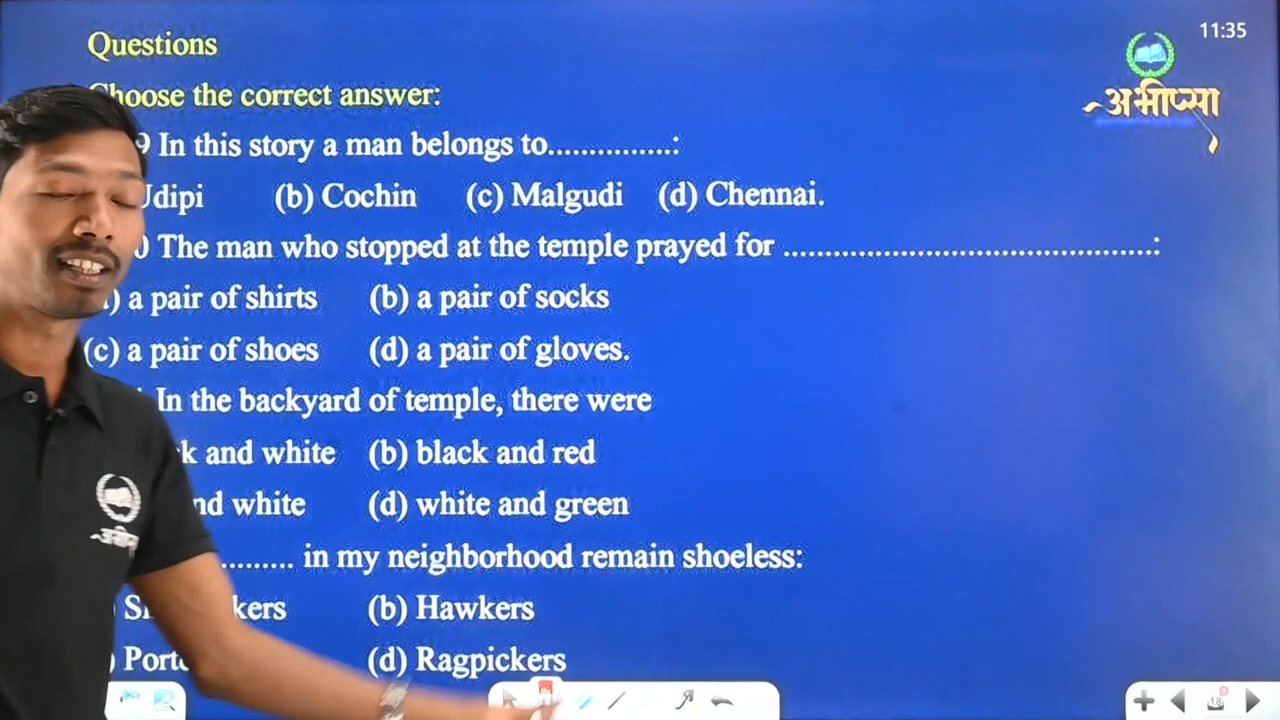 11:35
अभीप्सा
Questions
Choose the correct answer:
9 In this story a man belongs to...............:
Udipi (b) Cochin (c) Malgudi (d) Chennai.
0 The man who stopped at the temple prayed for ..........................................:
a pair of shirts (b) a pair of socks
(c) a pair of shoes (d) a pair of gloves.
In the backyard of temple, there were
k and white (b) black and red
nd white (d) white and green
......... in my neighborhood remain shoeless:
kers (b) Hawkers
(d) Ragpickers
18